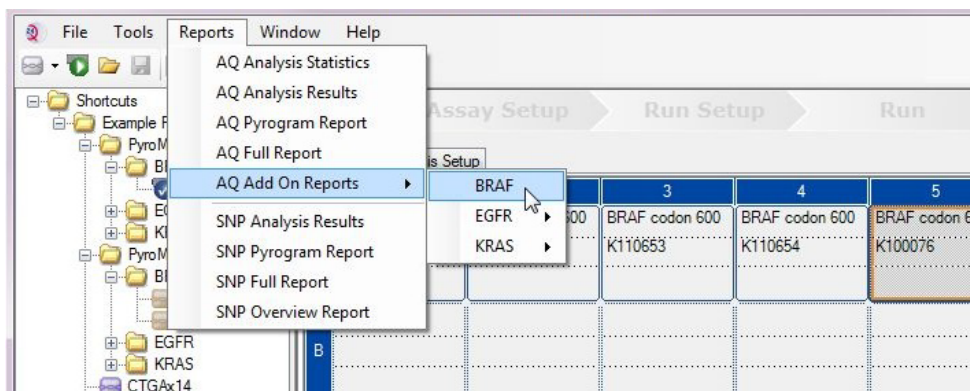 File Tools Reports Window Help
AQ Analysis Statistics
AQ Analysis Results
AQ Pyrogram Report
AQ Full Report
AQ Add On Reports
SNP Analysis Results
SNP Pyrogram Report
SNP Full Report
SNP Overview Report
BRAF
EGFR
KRAS
Shortcuts
Example
EGFR
KRAS
CTGAx14
Assay Setup Run Setup Run
Setup
3 4 5
BRAF codon 600 BRAF codon 600 BRAF codon
K110653 K110654 K100076
B